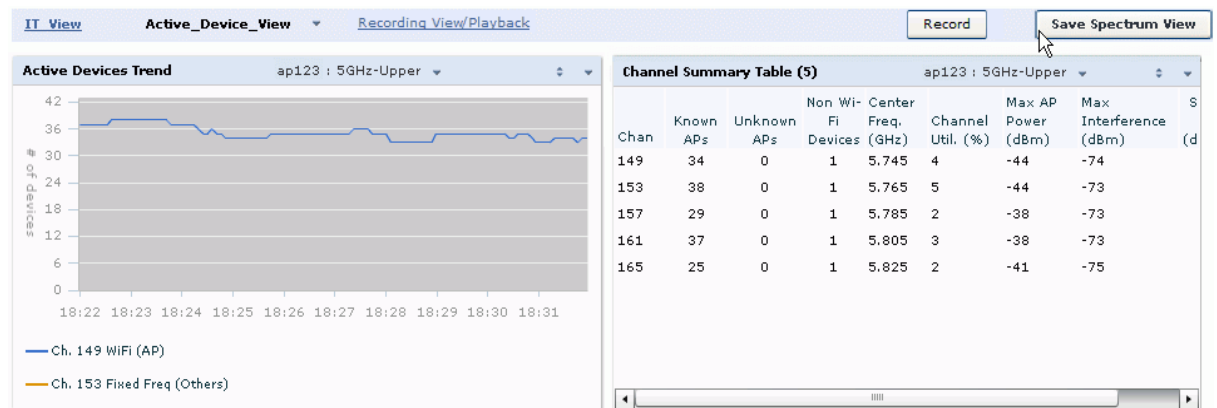 IT View Active_Device_View Recording View/Playback Record Save Spectrum View
Active Devices Trend ap123 : 5GHz-Upper
42
36
30
24
18
12
6
0
# of devices
18:22 18:23 18:24 18:25 18:26 18:27 18:28 18:29 18:30 18:31
Ch. 149 WiFi (AP)
Ch. 153 Fixed Freq (Others)
Channel Summary Table (5) ap123 : 5GHz-Upper
Non Wi- Center Max AP Max S
Known Unknown Fi Freq. Channel Power Interference
Chan APs APs Devices (GHz) Util. (%) (dBm) (dBm) (d
149 34 0 1 5.745 4 -44 -74
153 38 0 1 5.765 5 -44 -73
157 29 0 1 5.785 2 -38 -73
161 37 0 1 5.805 3 -38 -73
165 25 0 1 5.825 2 -41 -75